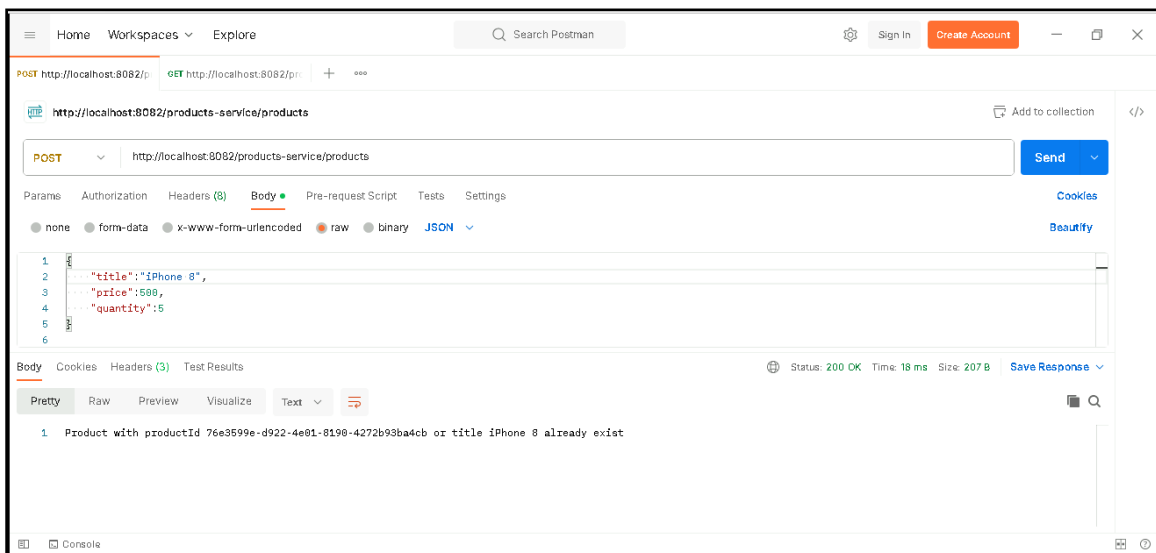 Home Workspaces Explore Search Postman Sign In Create Account
POST http://localhost:8082/p GET http://localhost:8082/pr
HTTP http://localhost:8082/products-service/products Add to collection </>
POST http://localhost:8082/products-service/products Send
Params Authorization Headers (8) Body Pre-request Script Tests Settings Cookies
none form-data x-www-form-urlencoded raw binary JSON Beautify
1 {
2 "title":"iPhone 8",
3 "price":500,
4 "quantity":5
5 }
6
Body Cookies Headers (3) Test Results Status: 200 OK Time: 18 ms Size: 207 B Save Response
Pretty Raw Preview Visualize Text
1 Product with productId 76e3599e-d922-4e01-8190-4272b93ba4cb or title iPhone 8 already exist
Console